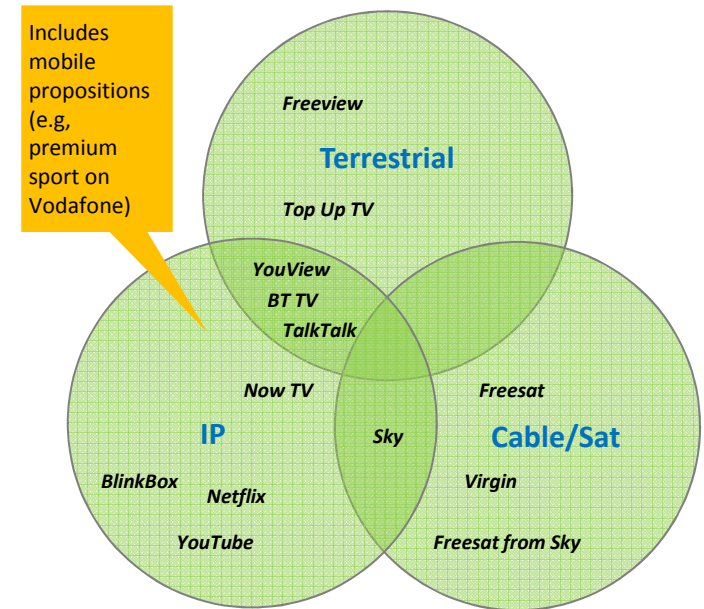 Includes
mobile
propositions
(e.g,
premium
sport on
Vodafone)
Freeview
Terrestrial
Top Up TV
YouView
BT TV
TalkTalk
Now TV
Freesat
IP
Sky
Cable/Sat
BlinkBox
Netflix
Virgin
YouTube
Freesat from Sky